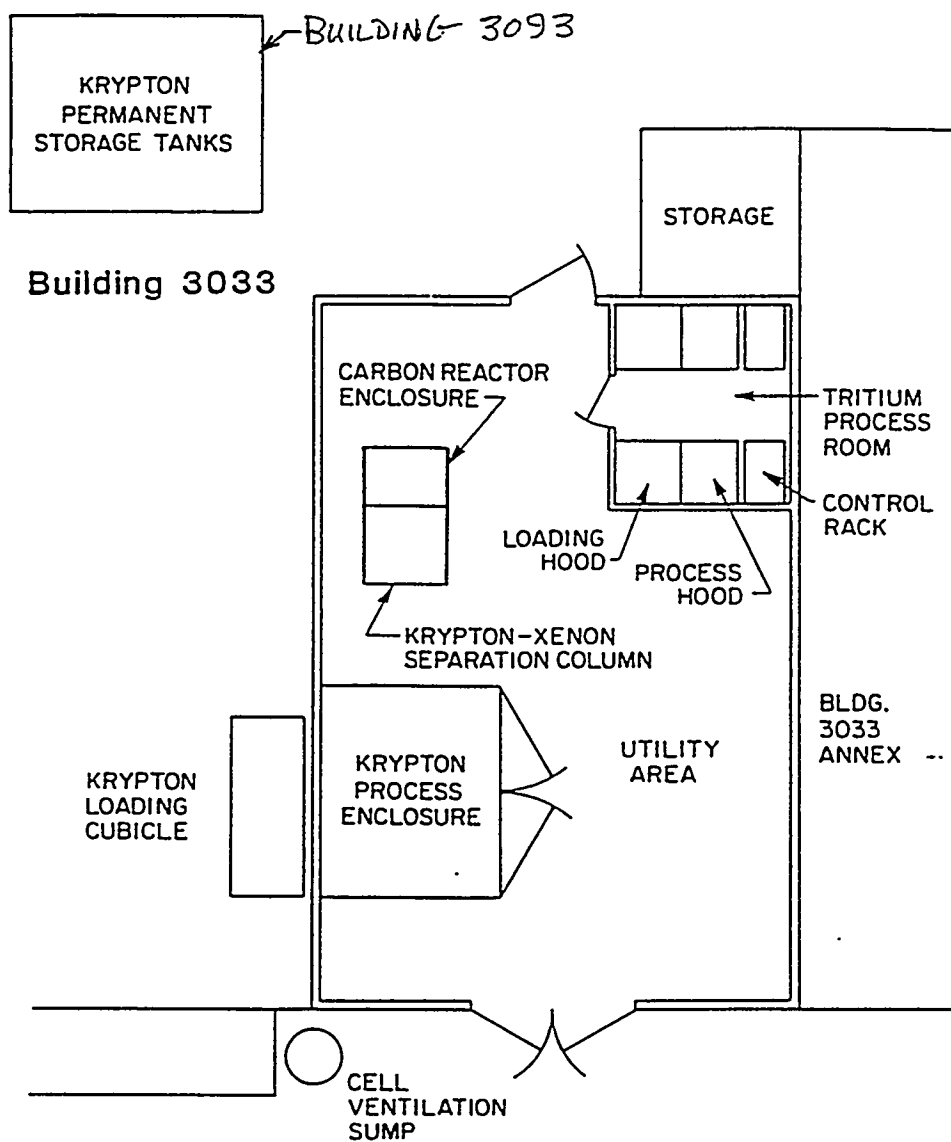 BUILDING 3093
KRYPTON
PERMANENT
STORAGE TANKS
STORAGE
Building 3033
CARBON REACTOR
ENCLOSURE
TRITIUM
PROCESS
ROOM
CONTROL
RACK
LOADING
HOOD
PROCESS
HOOD
KRYPTON-XENON
SEPARATION COLUMN
BLDG.
3033
ANNEX
UTILITY
AREA
KRYPTON
PROCESS
ENCLOSURE
KRYPTON
LOADING
CUBICLE
CELL
VENTILATION
SUMP